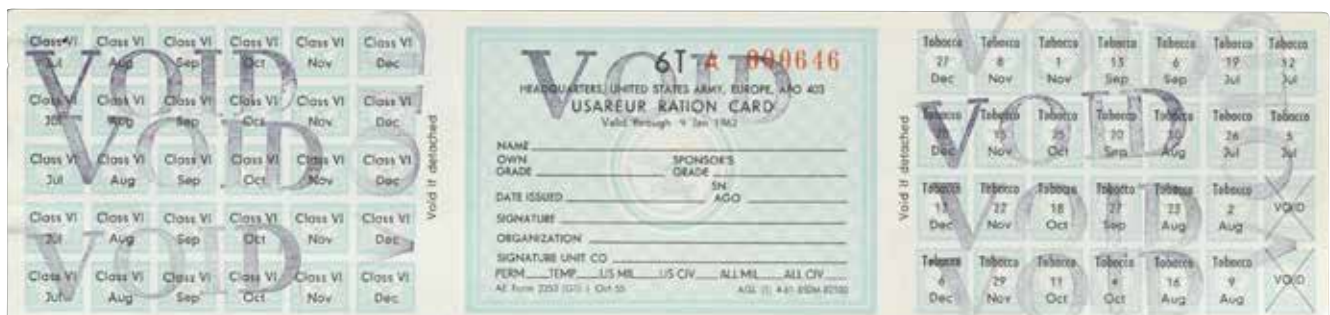 Class VI Class VI Class VI Class VI Class VI Class VI
Jul Aug Sep Oct Nov Dec
Class VI Class VI Class VI Class VI Class VI Class VI
Jul Aug Sep Oct Nov Dec
Class VI Class VI Class VI Class VI Class VI Class VI
Jul Aug Sep Oct Nov Dec
Class VI Class VI Class VI Class VI Class VI Class VI
Jul Aug Sep Oct Nov Dec
Class VI Class VI Class VI Class VI Class VI Class VI
Jul Aug Sep Oct Nov Dec
VOID
VOID
VOID
Void if detached
VOID
6T A 000646
HEADQUARTERS, UNITED STATES ARMY, EUROPE, APO 403
USAREUR RATION CARD
Valid through 9 Jan 1962
NAME
OWN GRADE SPONSOR'S GRADE
DATE ISSUED SN AGO
SIGNATURE
ORGANIZATION
SIGNATURE UNIT CO
PERM TEMP US MIL US CIV ALL MIL ALL CIV
AE Form 1 Oct 55
Void if detached
Tobacco Tobacco Tobacco Tobacco Tobacco Tobacco Tobacco
27 8 1 13 6 19 12
Dec Nov Nov Sep Sep Jul Jul
Tobacco Tobacco Tobacco Tobacco Tobacco Tobacco Tobacco
20 15 25 20 26 5
Dec Nov Oct Sep Aug Jul Jul
Tobacco Tobacco Tobacco Tobacco Tobacco Tobacco
13 22 18 27 23 2 VOID
Dec Nov Oct Sep Aug Aug
Tobacco Tobacco Tobacco Tobacco Tobacco Tobacco
6 29 11 4 16 9 VOID
Dec Nov Oct Oct Aug Aug
VOID
VOID
VOID